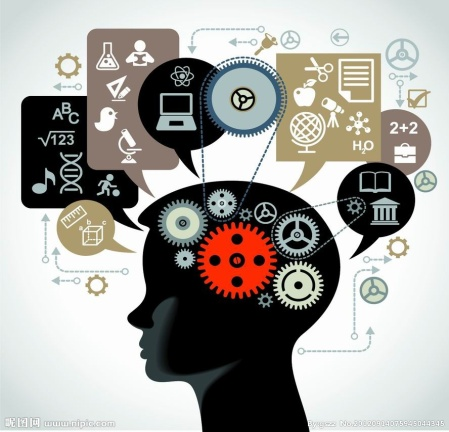 ABC
√123
2+2
H₂O
a b c
昵图网 www.nipic.com